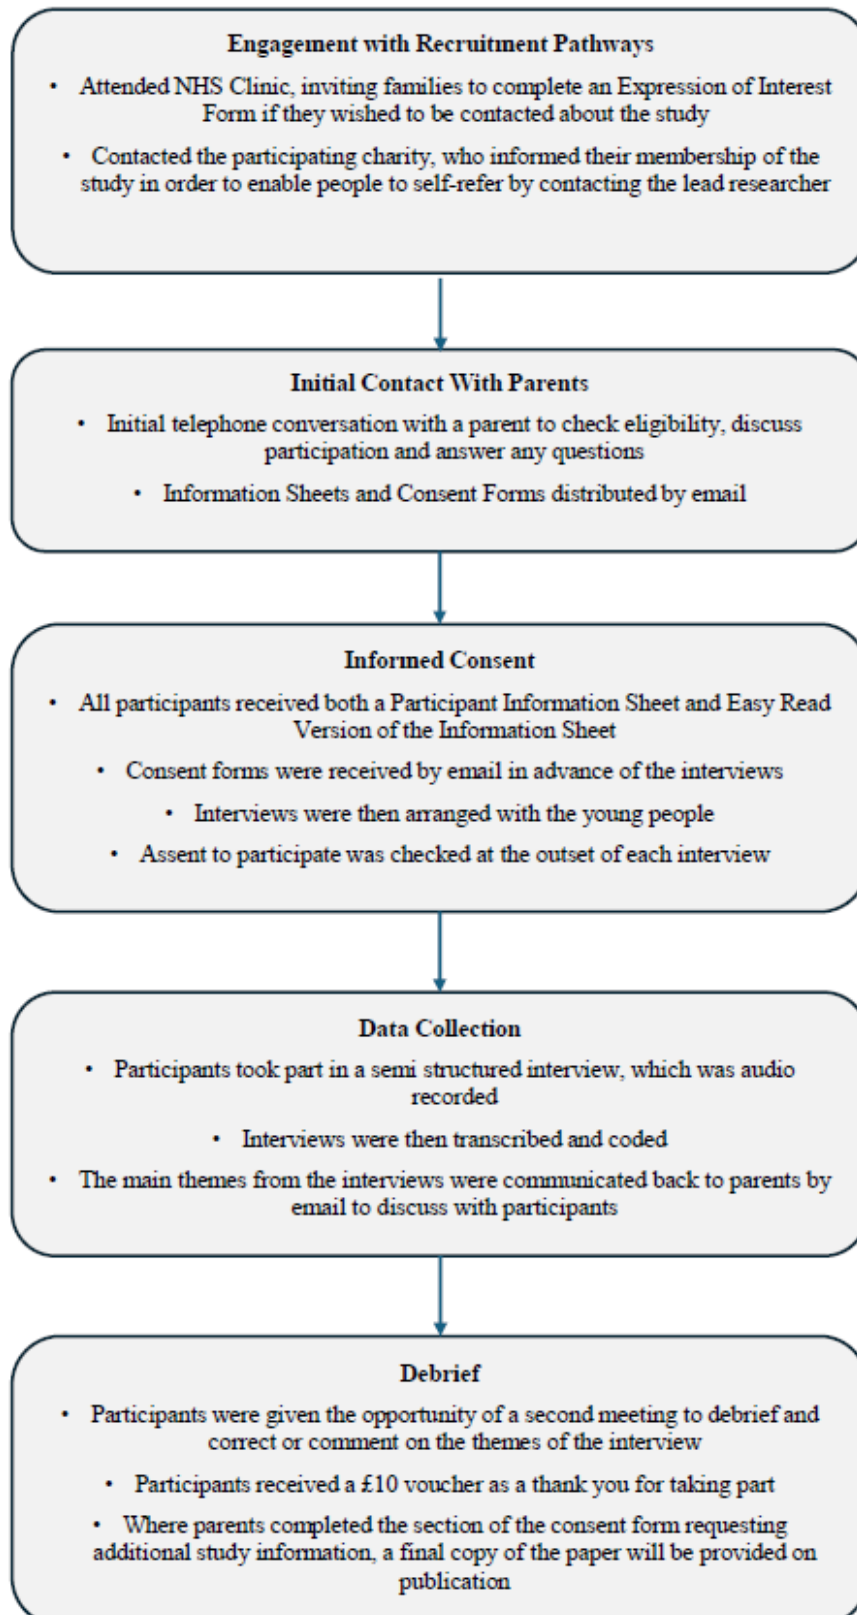 Engagement with Recruitment Pathways
• Attended NHS Clinic, inviting families to complete an Expression of Interest
Form if they wished to be contacted about the study
• Contacted the participating charity, who informed their membership of the
study in order to enable people to self-refer by contacting the lead researcher
Initial Contact With Parents
• Initial telephone conversation with a parent to check eligibility, discuss
participation and answer any questions
• Information Sheets and Consent Forms distributed by email
Informed Consent
• All participants received both a Participant Information Sheet and Easy Read
Version of the Information Sheet
• Consent forms were received by email in advance of the interviews
• Interviews were then arranged with the young people
• Assent to participate was checked at the outset of each interview
Data Collection
• Participants took part in a semi structured interview, which was audio
recorded
• Interviews were then transcribed and coded
• The main themes from the interviews were communicated back to parents by
email to discuss with participants
Debrief
• Participants were given the opportunity of a second meeting to debrief and
correct or comment on the themes of the interview
• Participants received a £10 voucher as a thank you for taking part
• Where parents completed the section of the consent form requesting
additional study information, a final copy of the paper will be provided on
publication